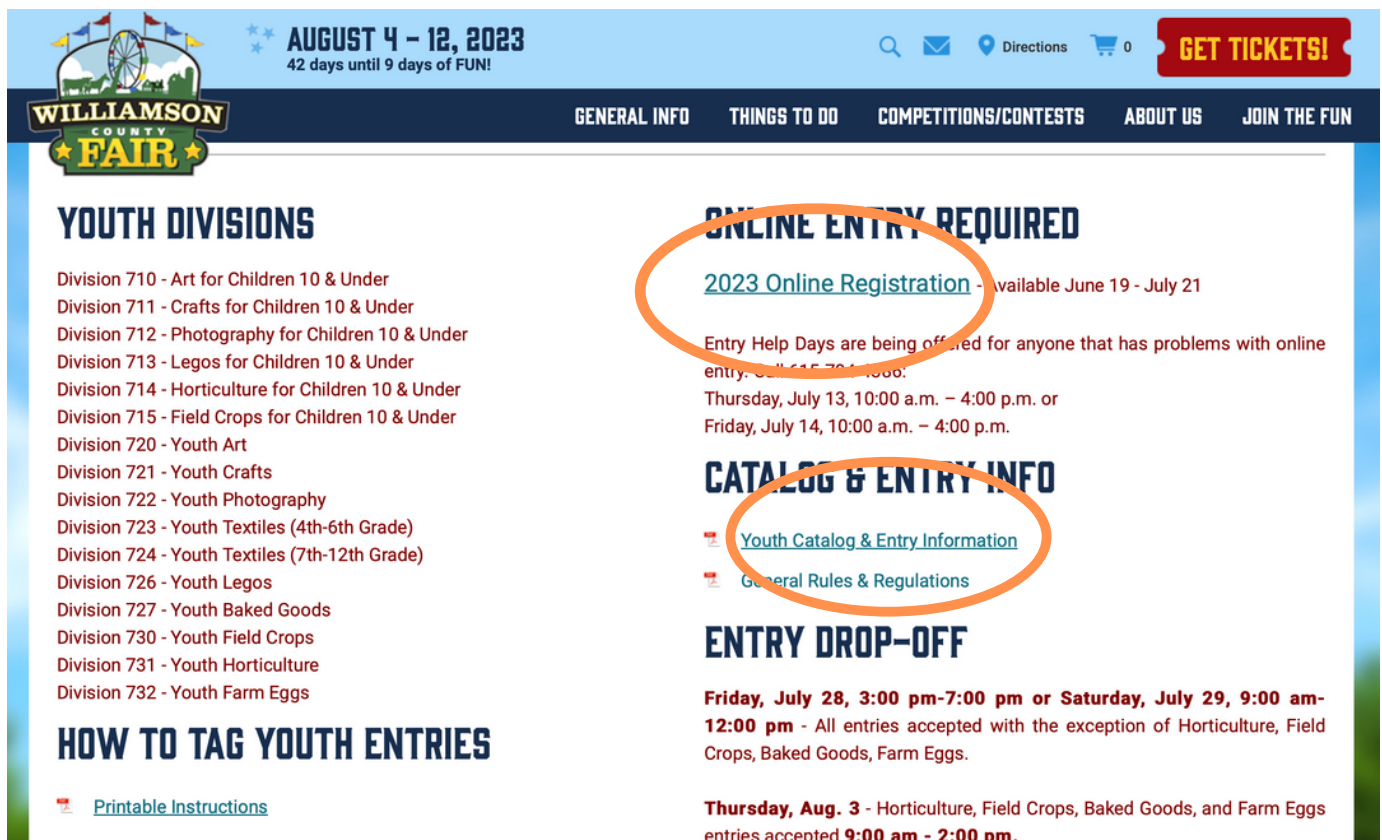 AUGUST 4 – 12, 2023
42 days until 9 days of FUN!
Directions
0
GET TICKETS!
WILLIAMSON
COUNTY
FAIR
GENERAL INFO
THINGS TO DO
COMPETITIONS/CONTESTS
ABOUT US
JOIN THE FUN
YOUTH DIVISIONS
Division 710 - Art for Children 10 & Under
Division 711 - Crafts for Children 10 & Under
Division 712 - Photography for Children 10 & Under
Division 713 - Legos for Children 10 & Under
Division 714 - Horticulture for Children 10 & Under
Division 715 - Field Crops for Children 10 & Under
Division 720 - Youth Art
Division 721 - Youth Crafts
Division 722 - Youth Photography
Division 723 - Youth Textiles (4th-6th Grade)
Division 724 - Youth Textiles (7th-12th Grade)
Division 726 - Youth Legos
Division 727 - Youth Baked Goods
Division 730 - Youth Field Crops
Division 731 - Youth Horticulture
Division 732 - Youth Farm Eggs
HOW TO TAG YOUTH ENTRIES
Printable Instructions
ONLINE ENTRY REQUIRED
2023 Online Registration - Available June 19 - July 21
Entry Help Days are being offered for anyone that has problems with online
entry. Call
Thursday, July 13, 10:00 a.m. – 4:00 p.m. or
Friday, July 14, 10:00 a.m. – 4:00 p.m.
CATALOG & ENTRY INFO
Youth Catalog & Entry Information
General Rules & Regulations
ENTRY DROP-OFF
Friday, July 28, 3:00 pm-7:00 pm or Saturday, July 29, 9:00 am-
12:00 pm - All entries accepted with the exception of Horticulture, Field
Crops, Baked Goods, Farm Eggs.
Thursday, Aug. 3 - Horticulture, Field Crops, Baked Goods, and Farm Eggs
entries accepted 9:00 am - 2:00 pm.